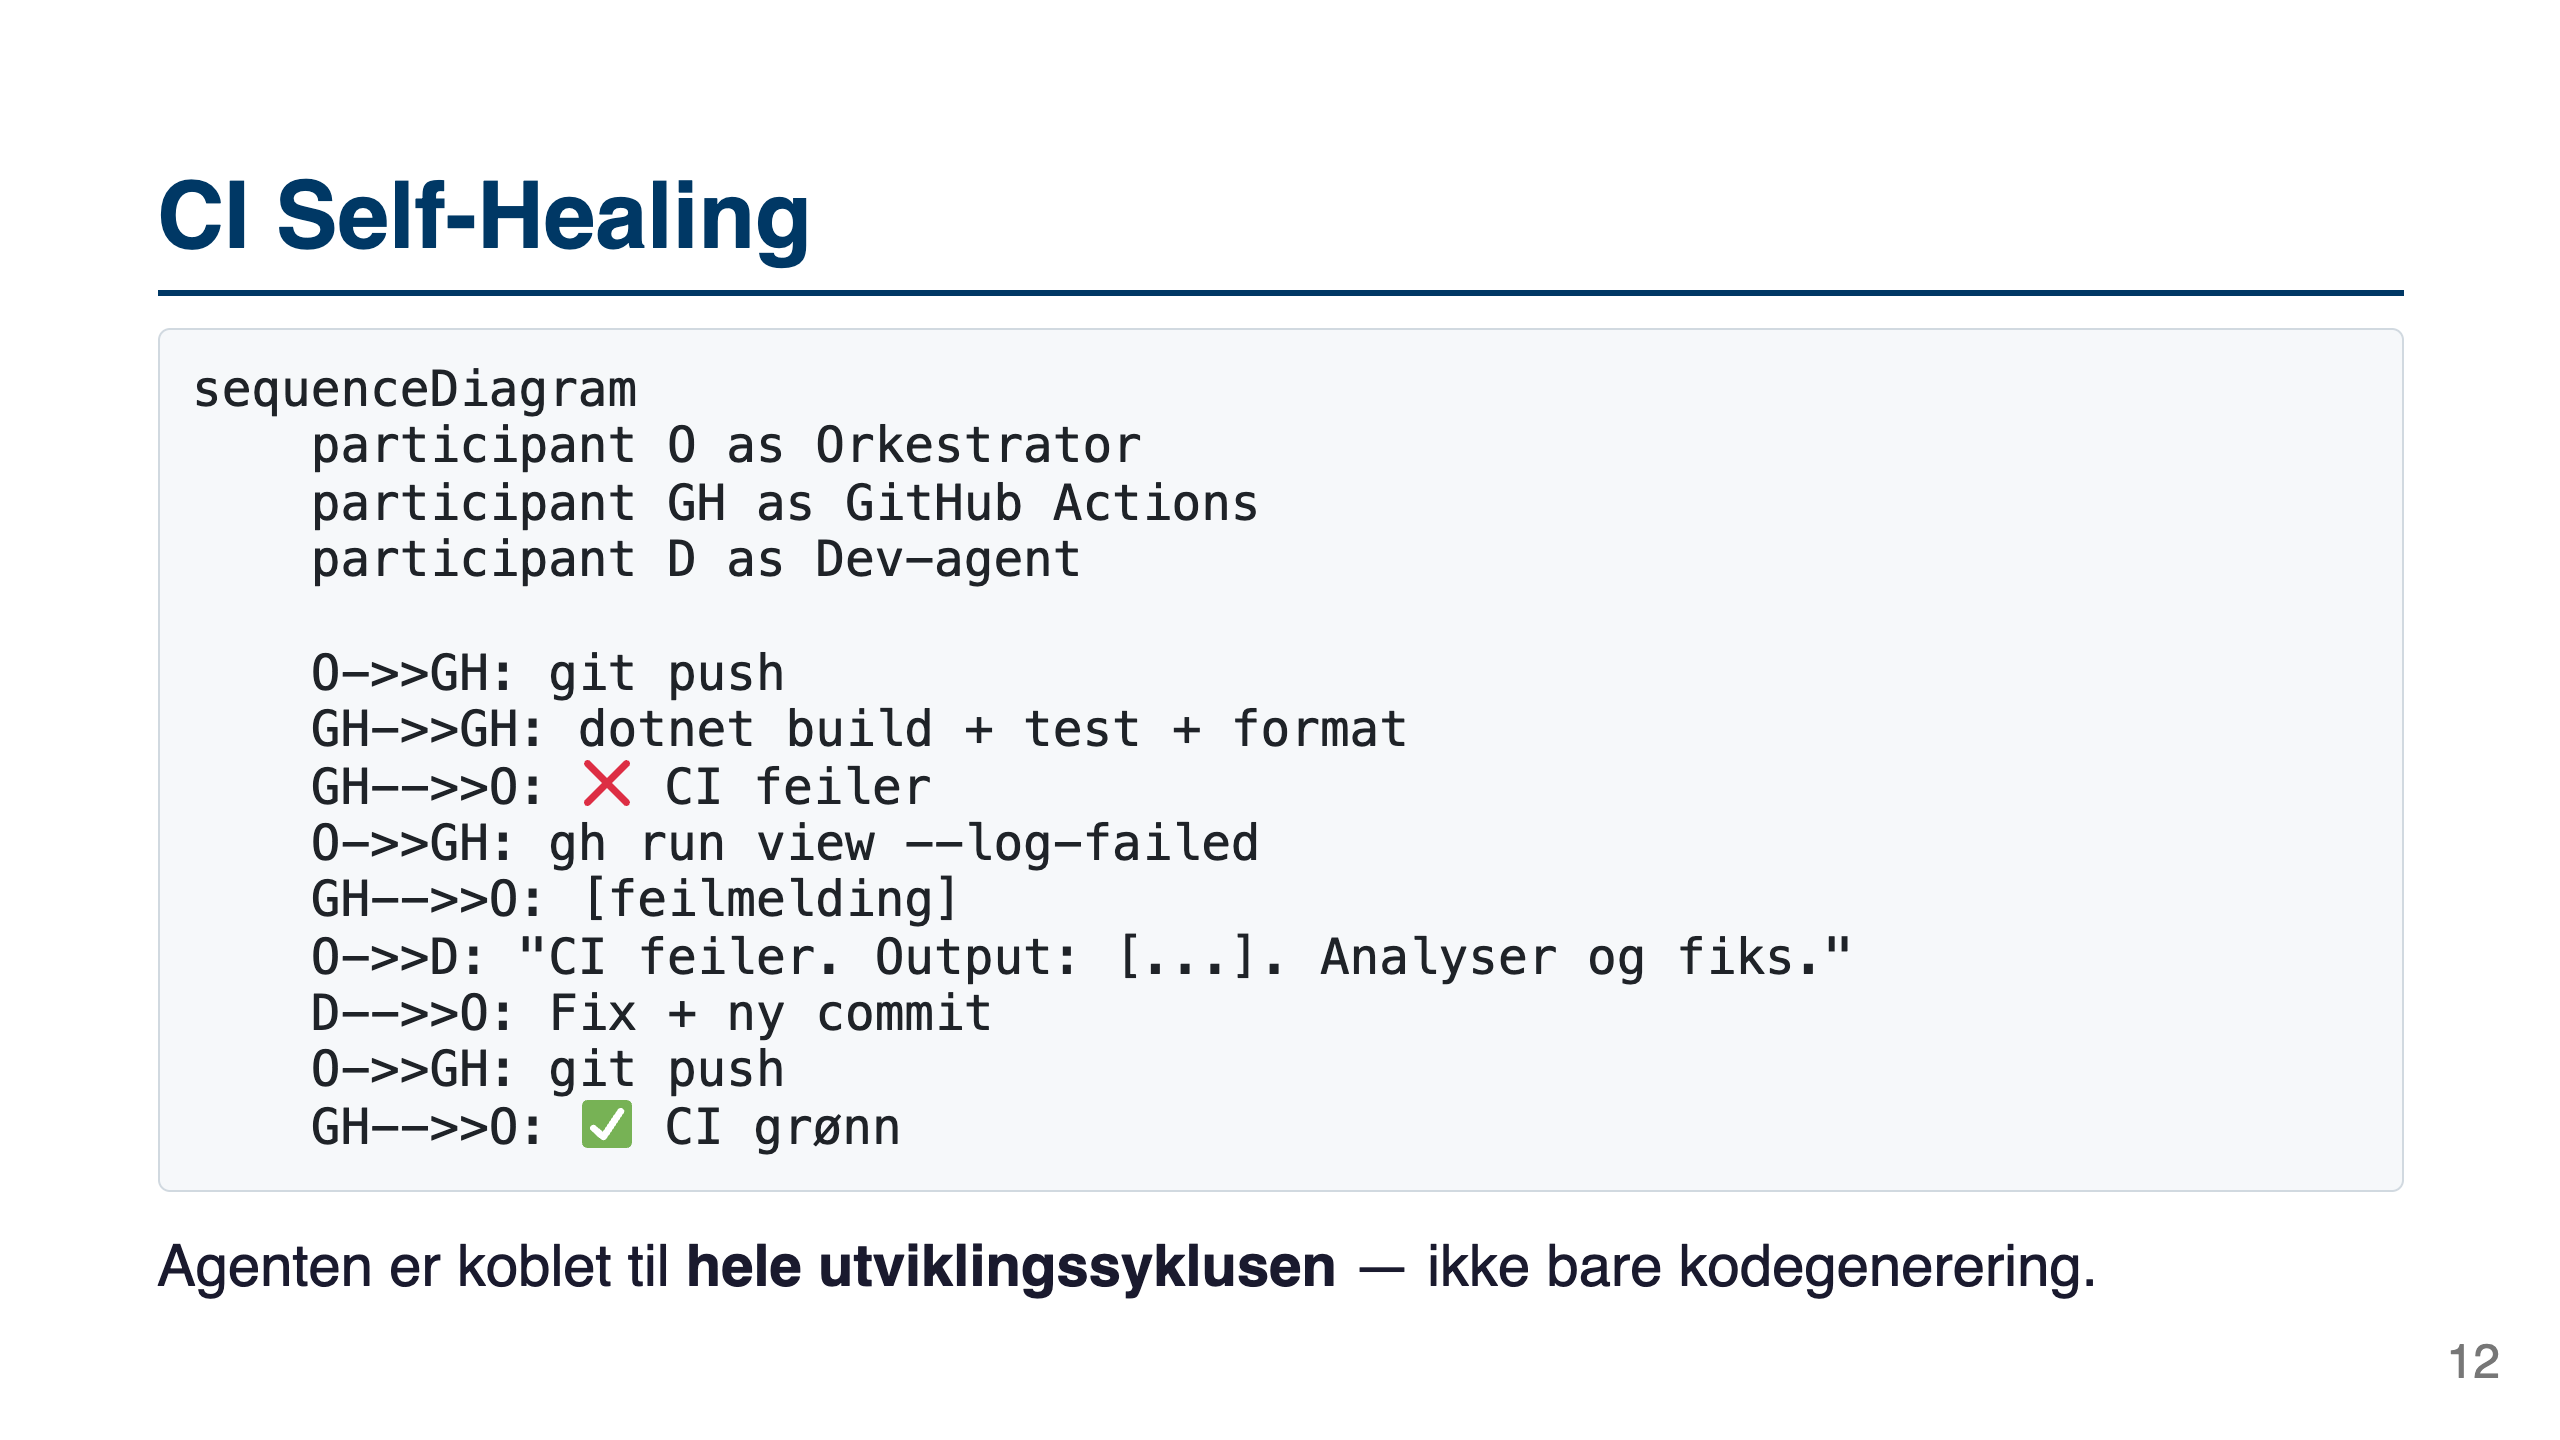 CI Self-Healing
sequenceDiagram
    participant O as Orkestrator
    participant GH as GitHub Actions
    participant D as Dev-agent

    O->>GH: git push
    GH->>GH: dotnet build + test + format
    GH-->>O: ❌ CI feiler
    O->>GH: gh run view --log-failed
    GH-->>O: [feilmelding]
    O->>D: "CI feiler. Output: [...]. Analyser og fiks."
    D-->>O: Fix + ny commit
    O->>GH: git push
    GH-->>O: ✅ CI grønn
Agenten er koblet til hele utviklingssyklusen — ikke bare kodegenerering.
12